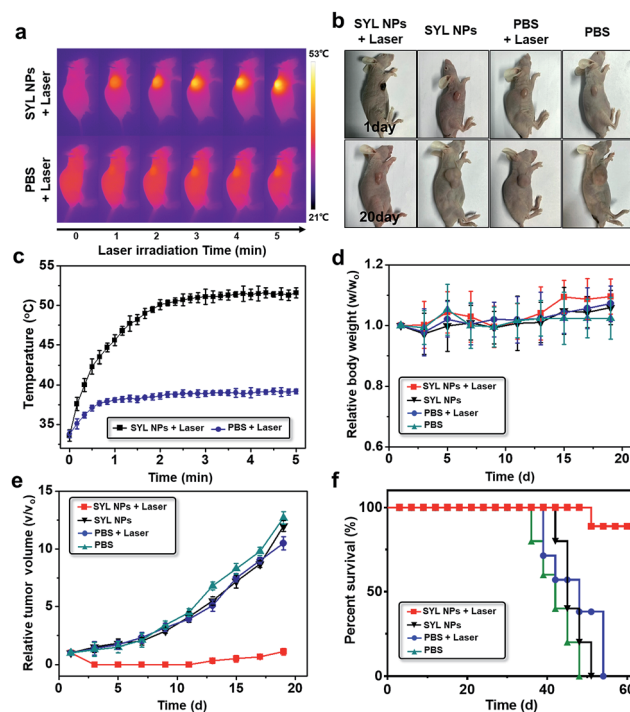 a
SYL NPs
+ Laser
PBS
+ Laser
53°C
21°C
0 1 2 3 4 5
Laser irradiation Time (min)
b
SYL NPs
+ Laser
SYL NPs
PBS
+ Laser
PBS
1day
20day
c
Temperature (°C)
55
50
45
40
35
SYL NPs + Laser
PBS + Laser
0 1 2 3 4 5
Time (min)
d
Relative body weight (w/wo)
1.2
1.0
0.8
0.6
SYL NPs + Laser
SYL NPs
PBS + Laser
PBS
0 5 10 15 20
Time (d)
e
Relative tumor volume (v/vo)
15
10
5
0
SYL NPs + Laser
SYL NPs
PBS + Laser
PBS
0 5 10 15 20
Time (d)
f
Percent survival (%)
100
50
0
SYL NPs + Laser
SYL NPs
PBS + Laser
PBS
0 20 40 60
Time (d)